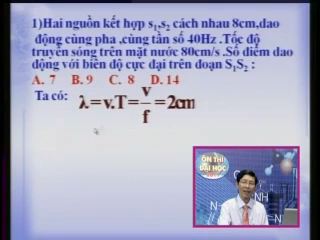 1)Hai nguồn kết hợp s₁,s₂ cách nhau 8cm,dao
động cùng pha ,cùng tần số 40Hz .Tốc độ
truyền sóng trên mặt nước 80cm/s .Số điểm dao
động với biên độ cực đại trên đoạn S₁S₂ :
A. 7 B. 9 C. 8 D. 14
Ta có: λ = v.T = v/f = 2cm
ÔN THI
ĐẠI HỌC
NH
N
N